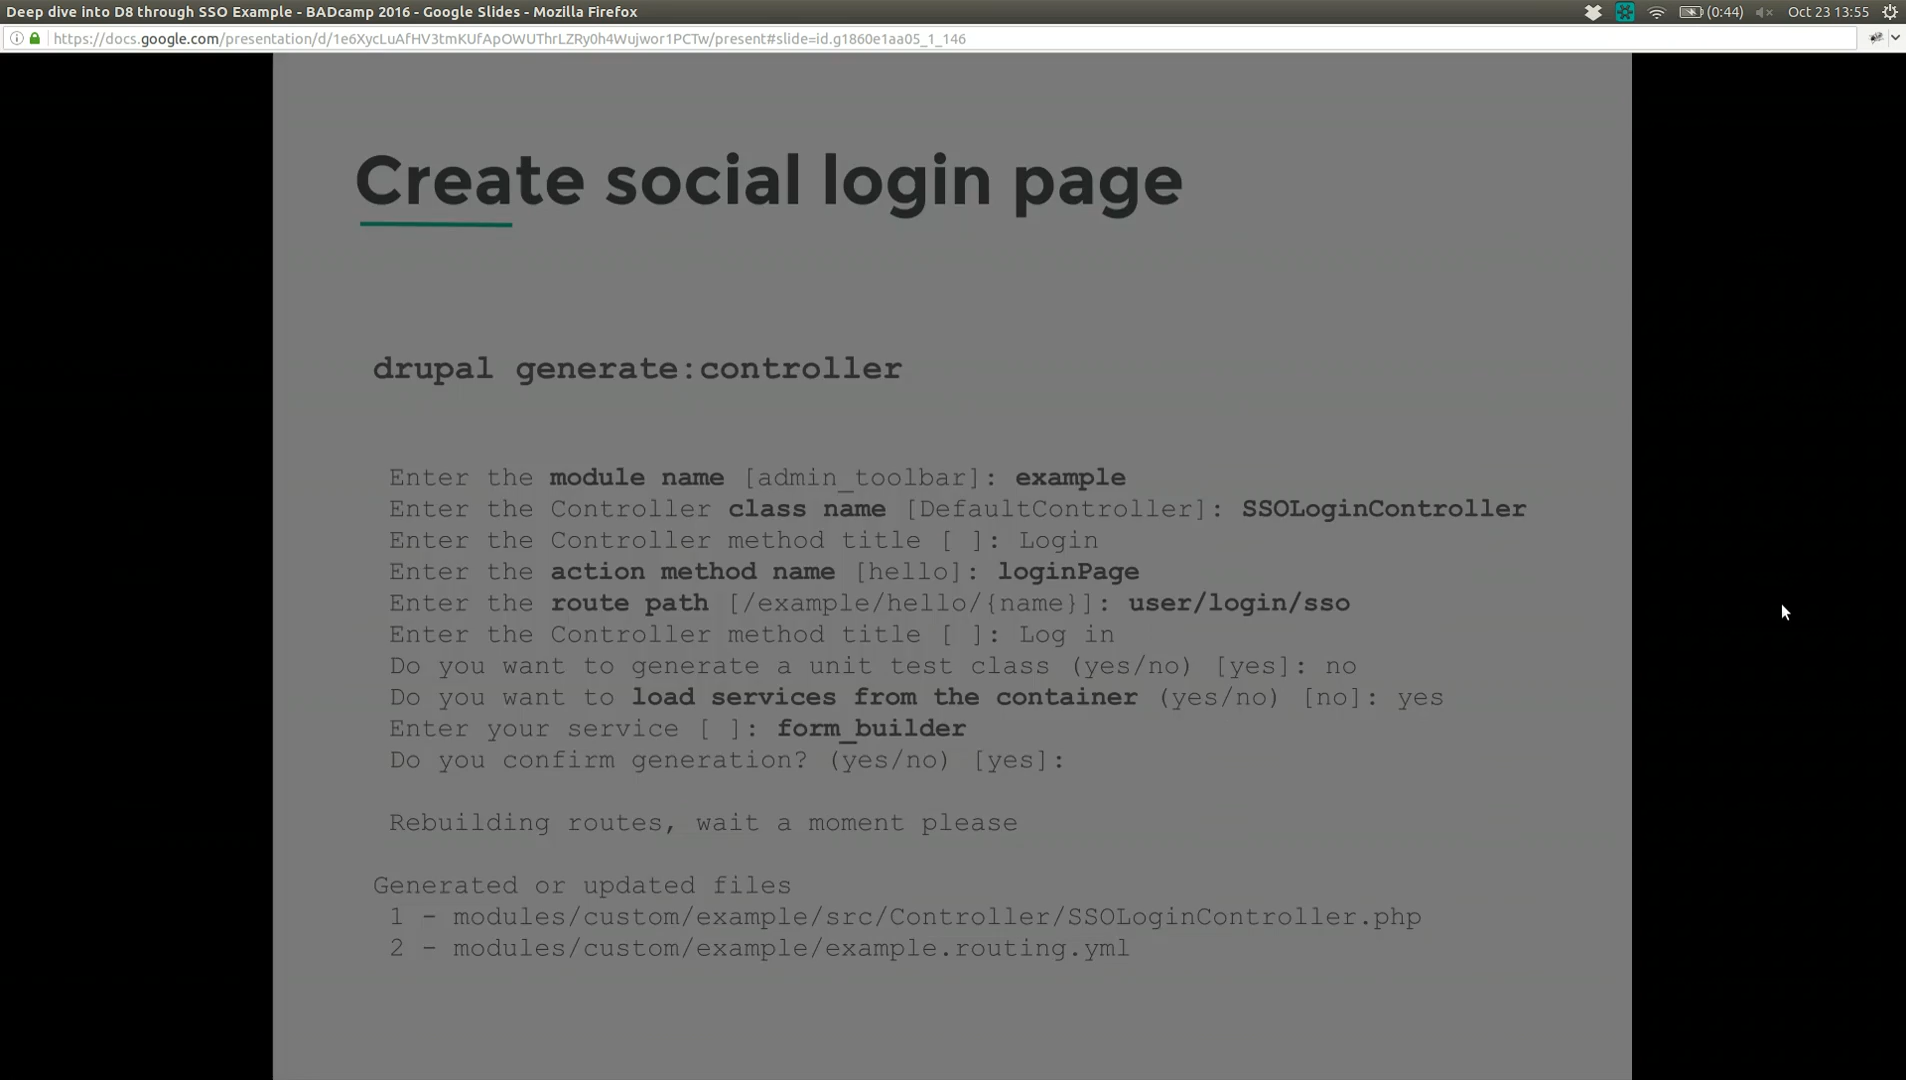 Deep dive into D8 through SSO Example - BADcamp 2016 - Google Slides - Mozilla Firefox
(0:44)
Oct 23 13:55
https://docs.google.com/presentation/d/1e6XycLuAfHV3tmKUfApOWUThrLZRy0h4Wujwor1PCTw/present#slide=id.g1860e1aa05_1_146
Create social login page
drupal generate:controller
Enter the module name [admin_toolbar]: example
Enter the Controller class name [DefaultController]: SSOLoginController
Enter the Controller method title [ ]: Login
Enter the action method name [hello]: loginPage
Enter the route path [/example/hello/{name}]: user/login/sso
Enter the Controller method title [ ]: Log in
Do you want to generate a unit test class (yes/no) [yes]: no
Do you want to load services from the container (yes/no) [no]: yes
Enter your service [ ]: form_builder
Do you confirm generation? (yes/no) [yes]:
Rebuilding routes, wait a moment please
Generated or updated files
1 - modules/custom/example/src/Controller/SSOLoginController.php
2 - modules/custom/example/example.routing.yml